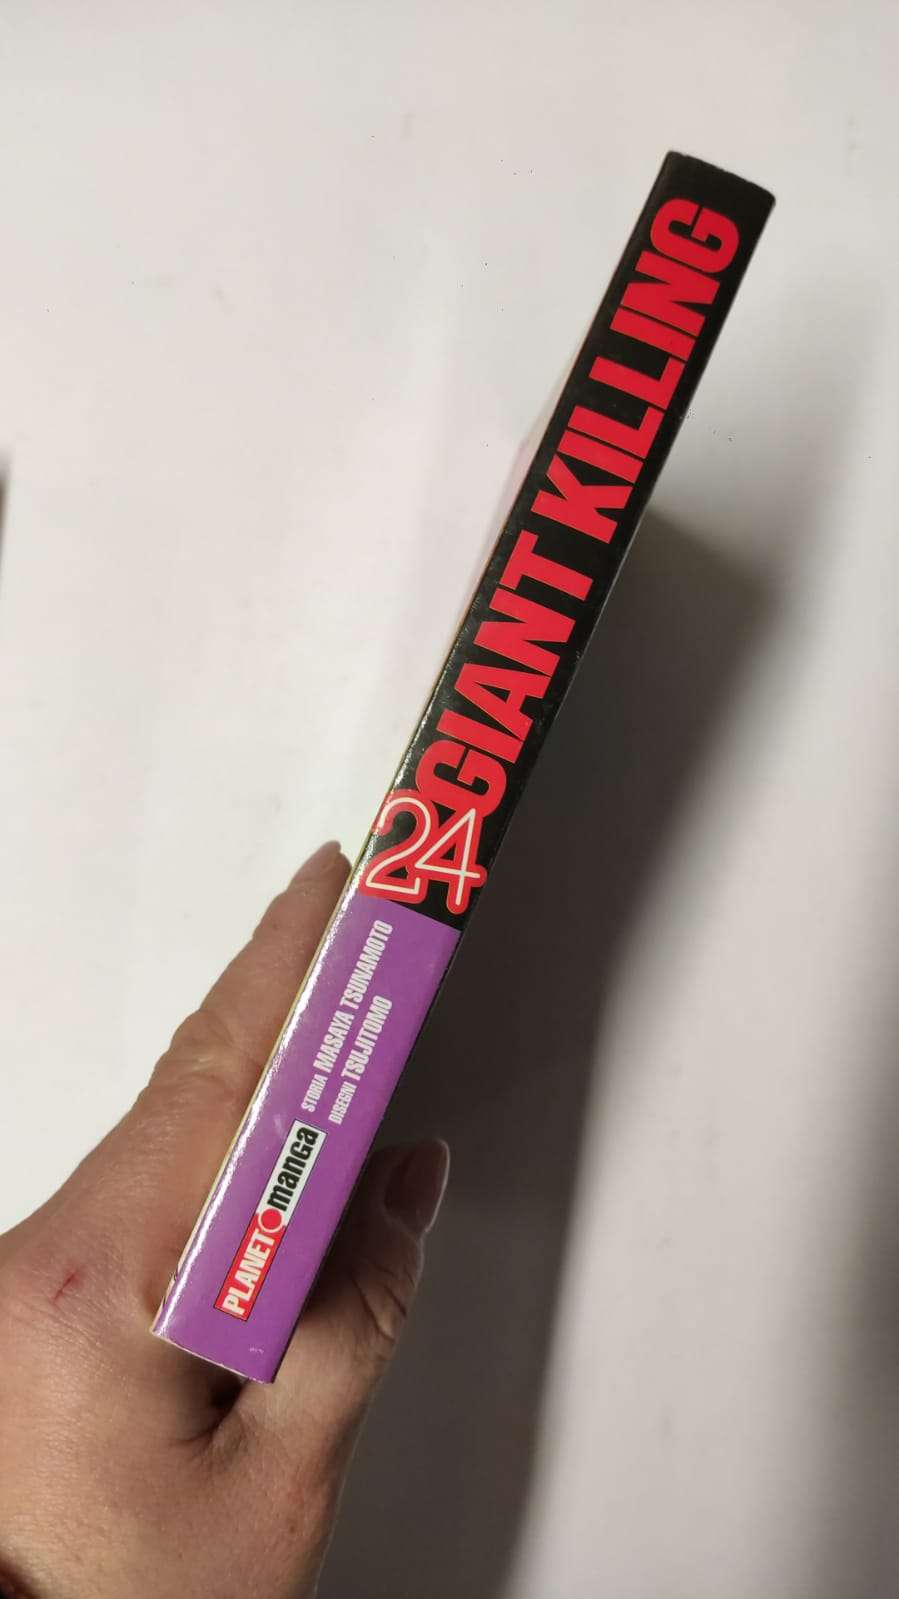 GIANT KILLING
24
STORIA MASAYA TSUNAMOTO
DISEGNI TSUJITOMO
PLANET manga